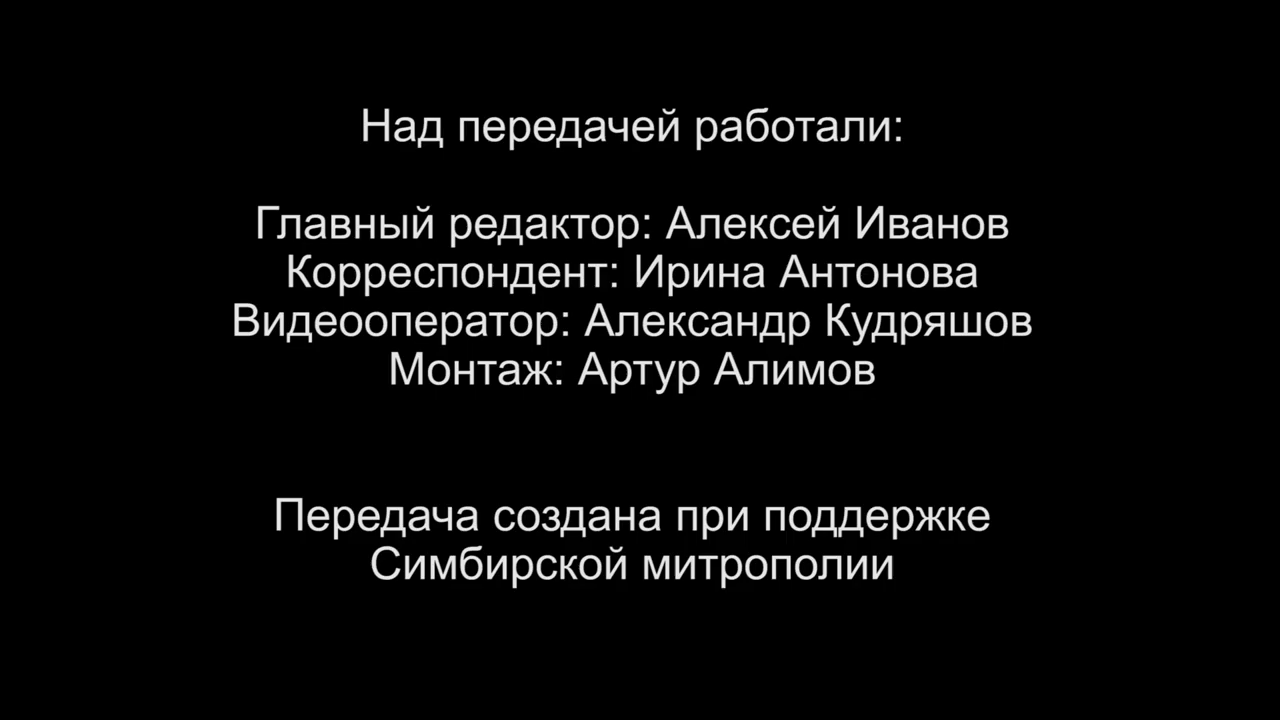 Над передачей работали:
Главный редактор: Алексей Иванов
Корреспондент: Ирина Антонова
Видеооператор: Александр Кудряшов
Монтаж: Артур Алимов
Передача создана при поддержке
Симбирской митрополии